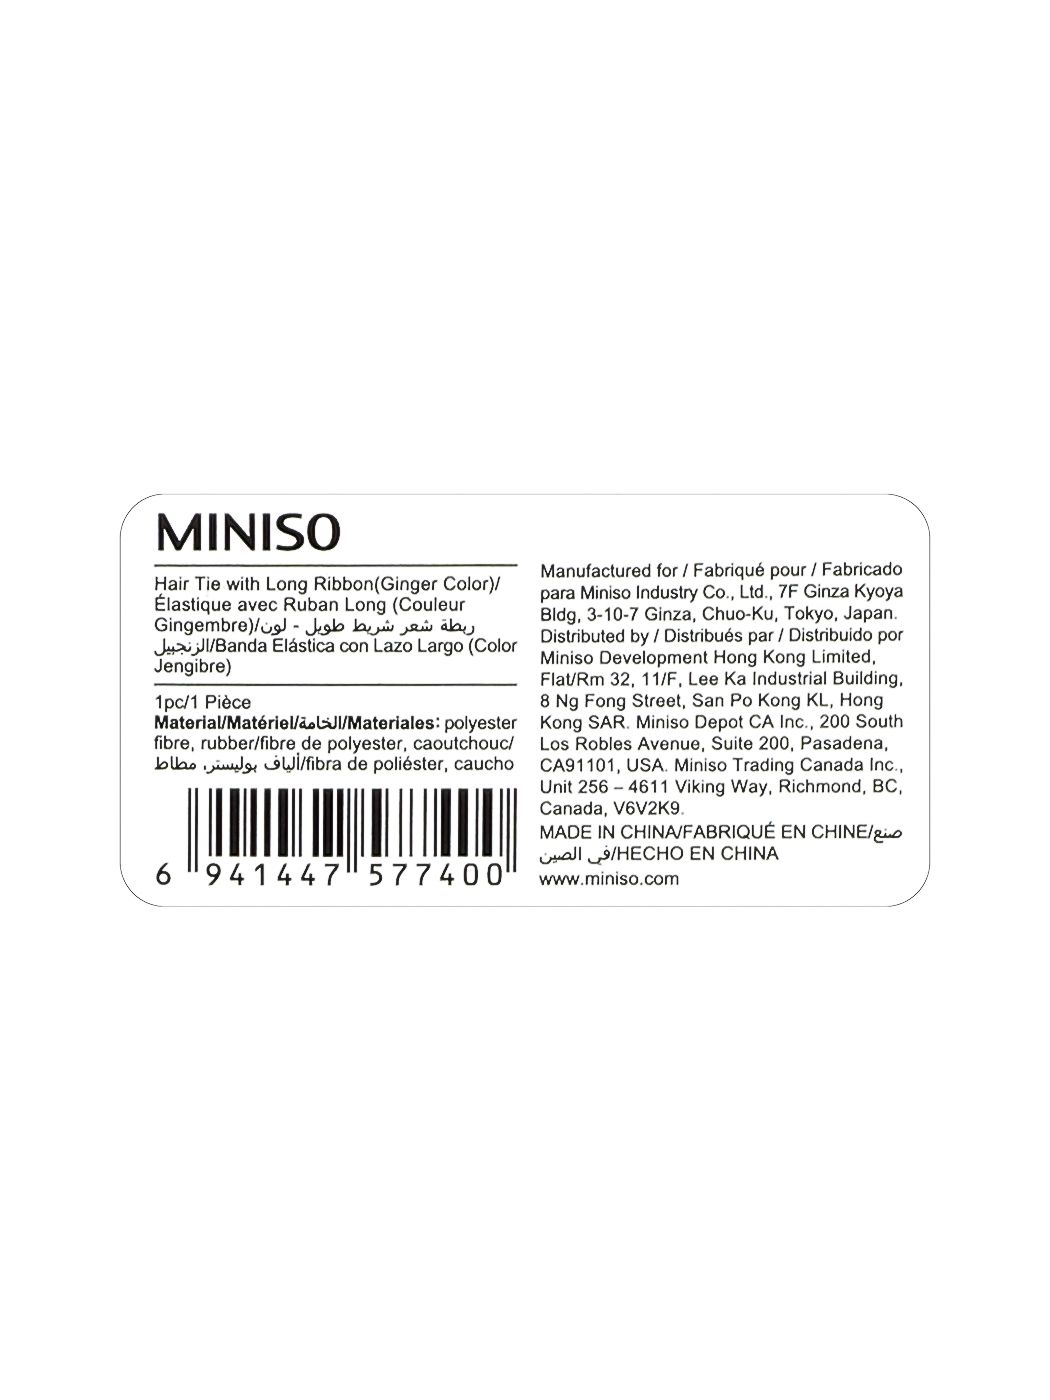 MINISO
Hair Tie with Long Ribbon(Ginger Color)/
Élastique avec Ruban Long (Couleur
Gingembre)/ربطة شعر شريط طويل - لون
الزنجبيل/Banda Elástica con Lazo Largo (Color
Jengibre)
1pc/1 Pièce
Material/Matériel/الخامة/Materiales: polyester
fibre, rubber/fibre de polyester, caoutchouc/
ألياف بوليستر، مطاط/fibra de poliéster, caucho
6 941447 577400
Manufactured for / Fabriqué pour / Fabricado
para Miniso Industry Co., Ltd., 7F Ginza Kyoya
Bldg, 3-10-7 Ginza, Chuo-Ku, Tokyo, Japan.
Distributed by / Distribués par / Distribuido por
Miniso Development Hong Kong Limited,
Flat/Rm 32, 11/F, Lee Ka Industrial Building,
8 Ng Fong Street, San Po Kong KL, Hong
Kong SAR. Miniso Depot CA Inc., 200 South
Los Robles Avenue, Suite 200, Pasadena,
CA91101, USA. Miniso Trading Canada Inc.,
Unit 256 – 4611 Viking Way, Richmond, BC,
Canada, V6V2K9.
MADE IN CHINA/FABRIQUÉ EN CHINE/صنع
في الصين/HECHO EN CHINA
www.miniso.com